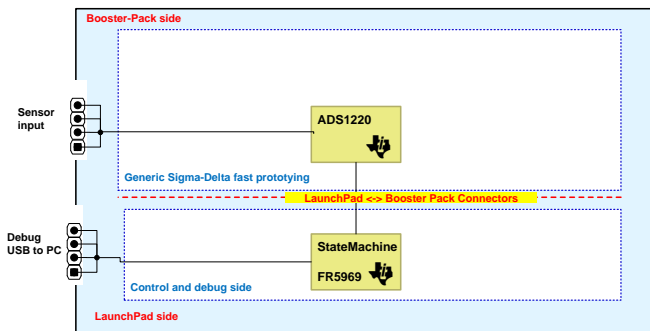 Booster-Pack side
Sensor
input
ADS1220
Generic Sigma-Delta fast prototying
LaunchPad <-> Booster Pack Connectors
Debug
USB to PC
StateMachine
FR5969
Control and debug side
LaunchPad side